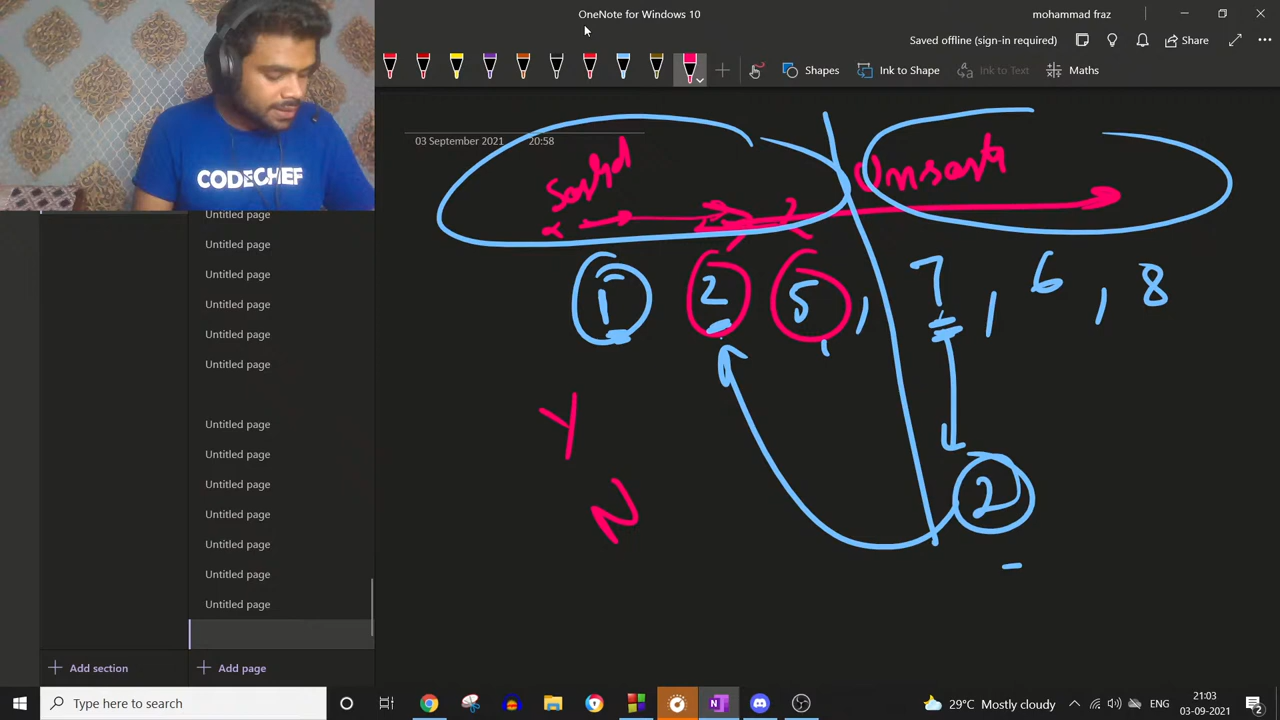 OneNote for Windows 10
mohammad fraz
Saved offline (sign-in required)
Share
Shapes
Ink to Shape
Ink to Text
Maths
03 September 2021 20:58
CODECHEF
Untitled page
Untitled page
Untitled page
Untitled page
Untitled page
Untitled page
Untitled page
Untitled page
Untitled page
Untitled page
Untitled page
Untitled page
Untitled page
1 2 5 , 7 , 6 , 8
Y
N
2
Add section
Add page
Type here to search
29°C Mostly cloudy
ENG
21:03
03-09-2021
2